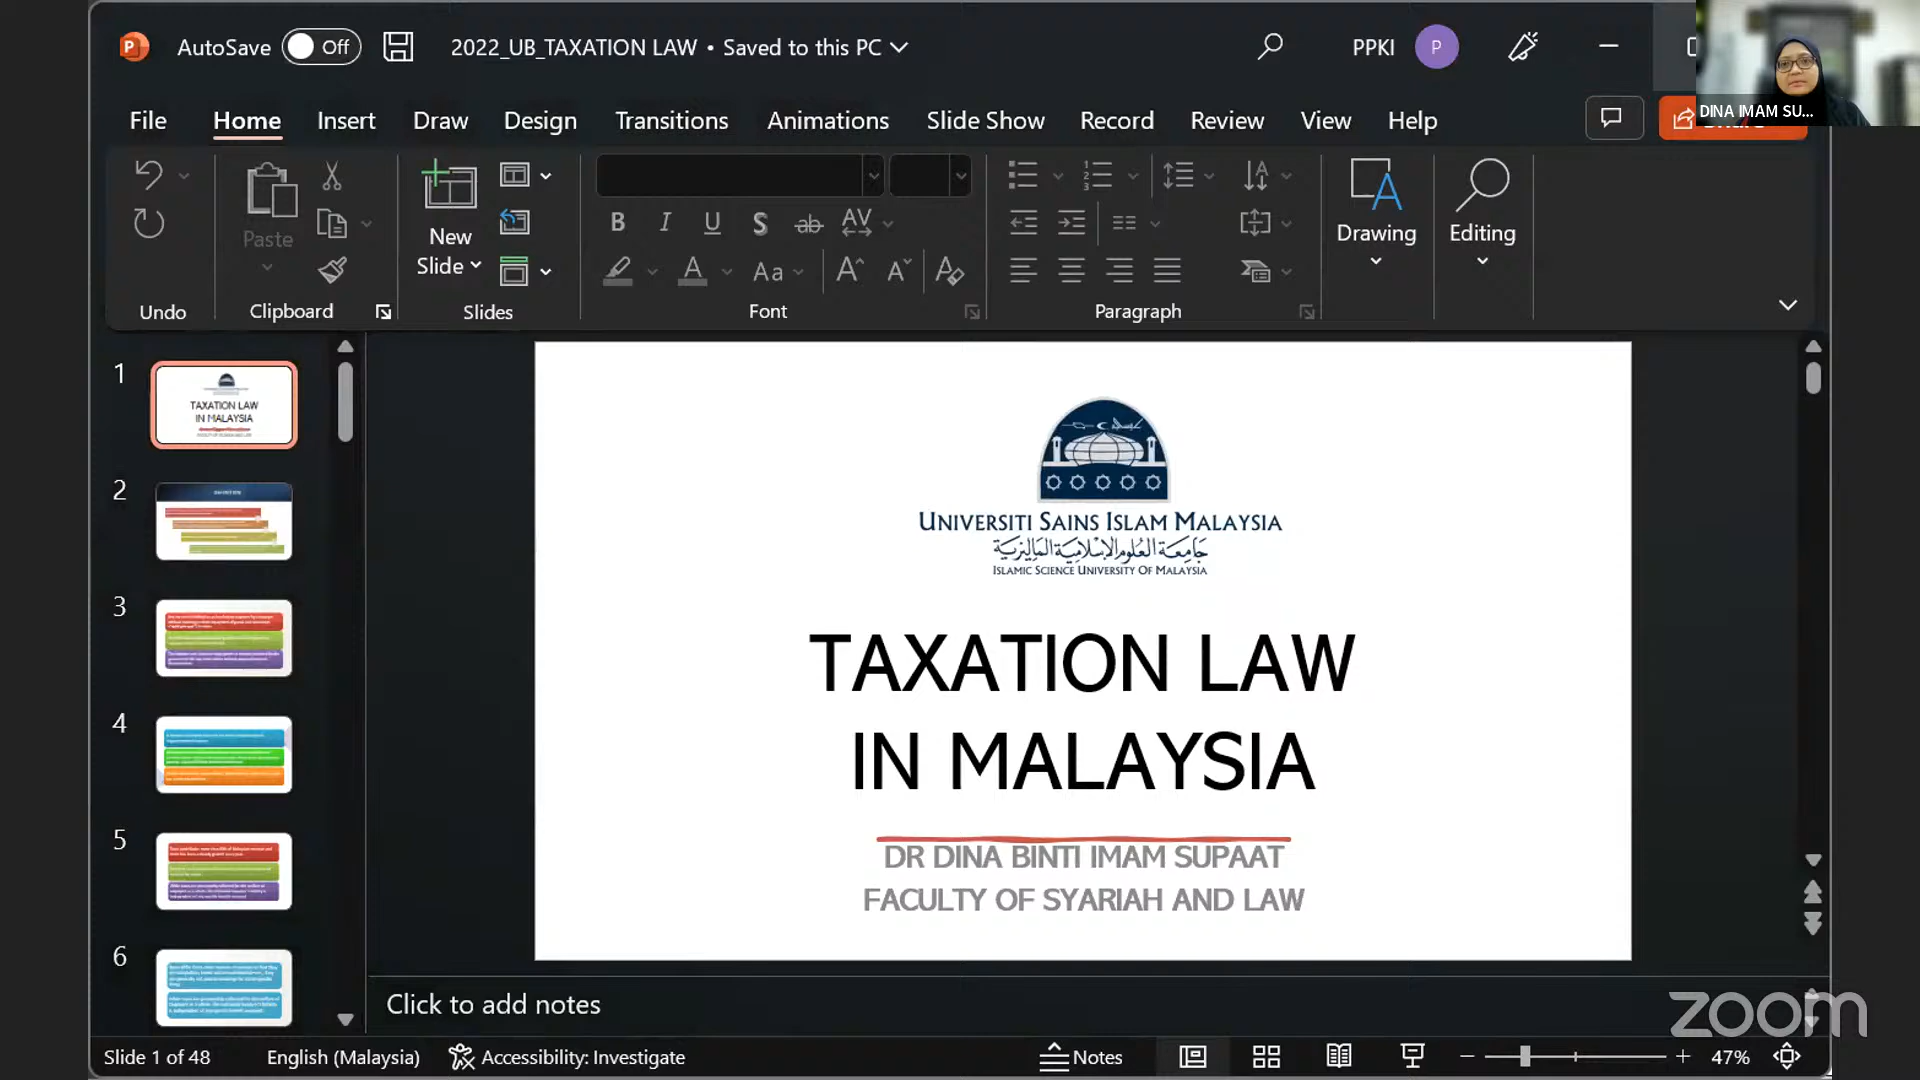 AutoSave Off 2022_UB_TAXATION LAW • Saved to this PC PPKI P
DINA IMAM SU...
File Home Insert Draw Design Transitions Animations Slide Show Record Review View Help
Paste
New
Slide
Drawing
Editing
Undo Clipboard Slides Font Paragraph
1
TAXATION LAW
IN MALAYSIA
2
3
4
5
6
UNIVERSITI SAINS ISLAM MALAYSIA
جامعة العلوم الإسلامية الماليزية
ISLAMIC SCIENCE UNIVERSITY OF MALAYSIA
TAXATION LAW
IN MALAYSIA
DR DINA BINTI IMAM SUPAAT
FACULTY OF SYARIAH AND LAW
Click to add notes
zoom
Slide 1 of 48 English (Malaysia) Accessibility: Investigate Notes 47%